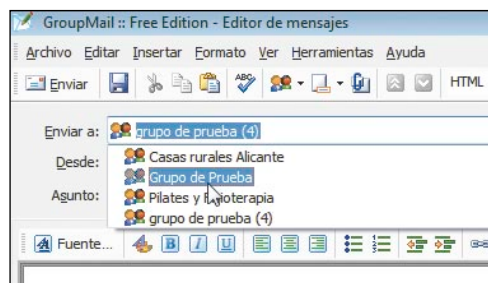 GroupMail :: Free Edition - Editor de mensajes
Archivo Editar Insertar Formato Ver Herramientas Ayuda
Enviar ABC HTML
Enviar a: grupo de prueba (4)
Desde: Casas rurales Alicante
Grupo de Prueba
Asunto: Pilates y
grupo de prueba (4)
Fuente... B I U